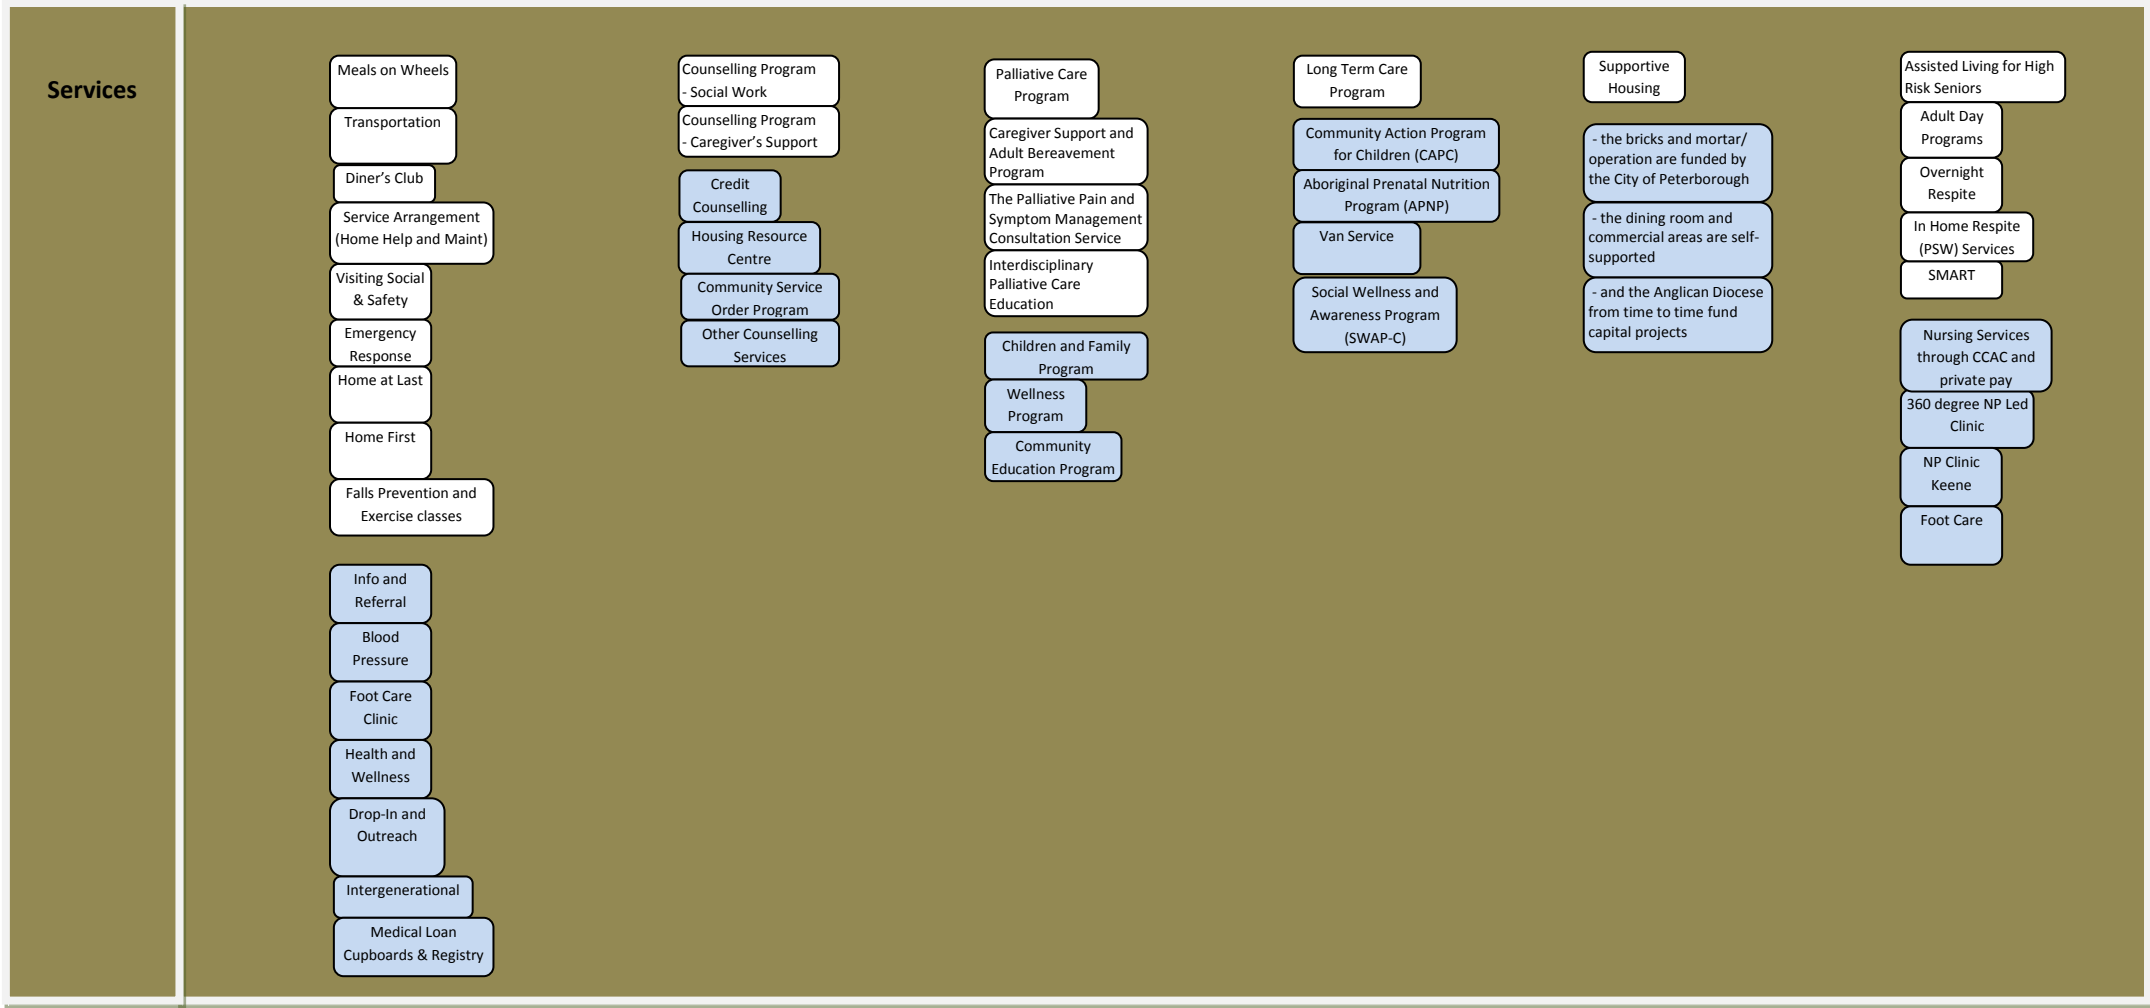 Services
Meals on Wheels
Transportation
Diner’s Club
Service Arrangement
(Home Help and Maint)
Visiting Social
& Safety
Emergency
Response
Home at Last
Home First
Falls Prevention and
Exercise classes
Info and
Referral
Blood
Pressure
Foot Care
Clinic
Health and
Wellness
Drop-In and
Outreach
Intergenerational
Medical Loan
Cupboards & Registry
Counselling Program
- Social Work
Counselling Program
- Caregiver’s Support
Credit
Counselling
Housing Resource
Centre
Community Service
Order Program
Other Counselling
Services
Palliative Care
Program
Caregiver Support and
Adult Bereavement
Program
The Palliative Pain and
Symptom Management
Consultation Service
Interdisciplinary
Palliative Care
Education
Children and Family
Program
Wellness
Program
Community
Education Program
Long Term Care
Program
Community Action Program
for Children (CAPC)
Aboriginal Prenatal Nutrition
Program (APNP)
Van Service
Social Wellness and
Awareness Program
(SWAP-C)
Supportive
Housing
- the bricks and mortar/
operation are funded by
the City of Peterborough
- the dining room and
commercial areas are self-
supported
- and the Anglican Diocese
from time to time fund
capital projects
Assisted Living for High
Risk Seniors
Adult Day
Programs
Overnight
Respite
In Home Respite
(PSW) Services
SMART
Nursing Services
through CCAC and
private pay
360 degree NP Led
Clinic
NP Clinic
Keene
Foot Care